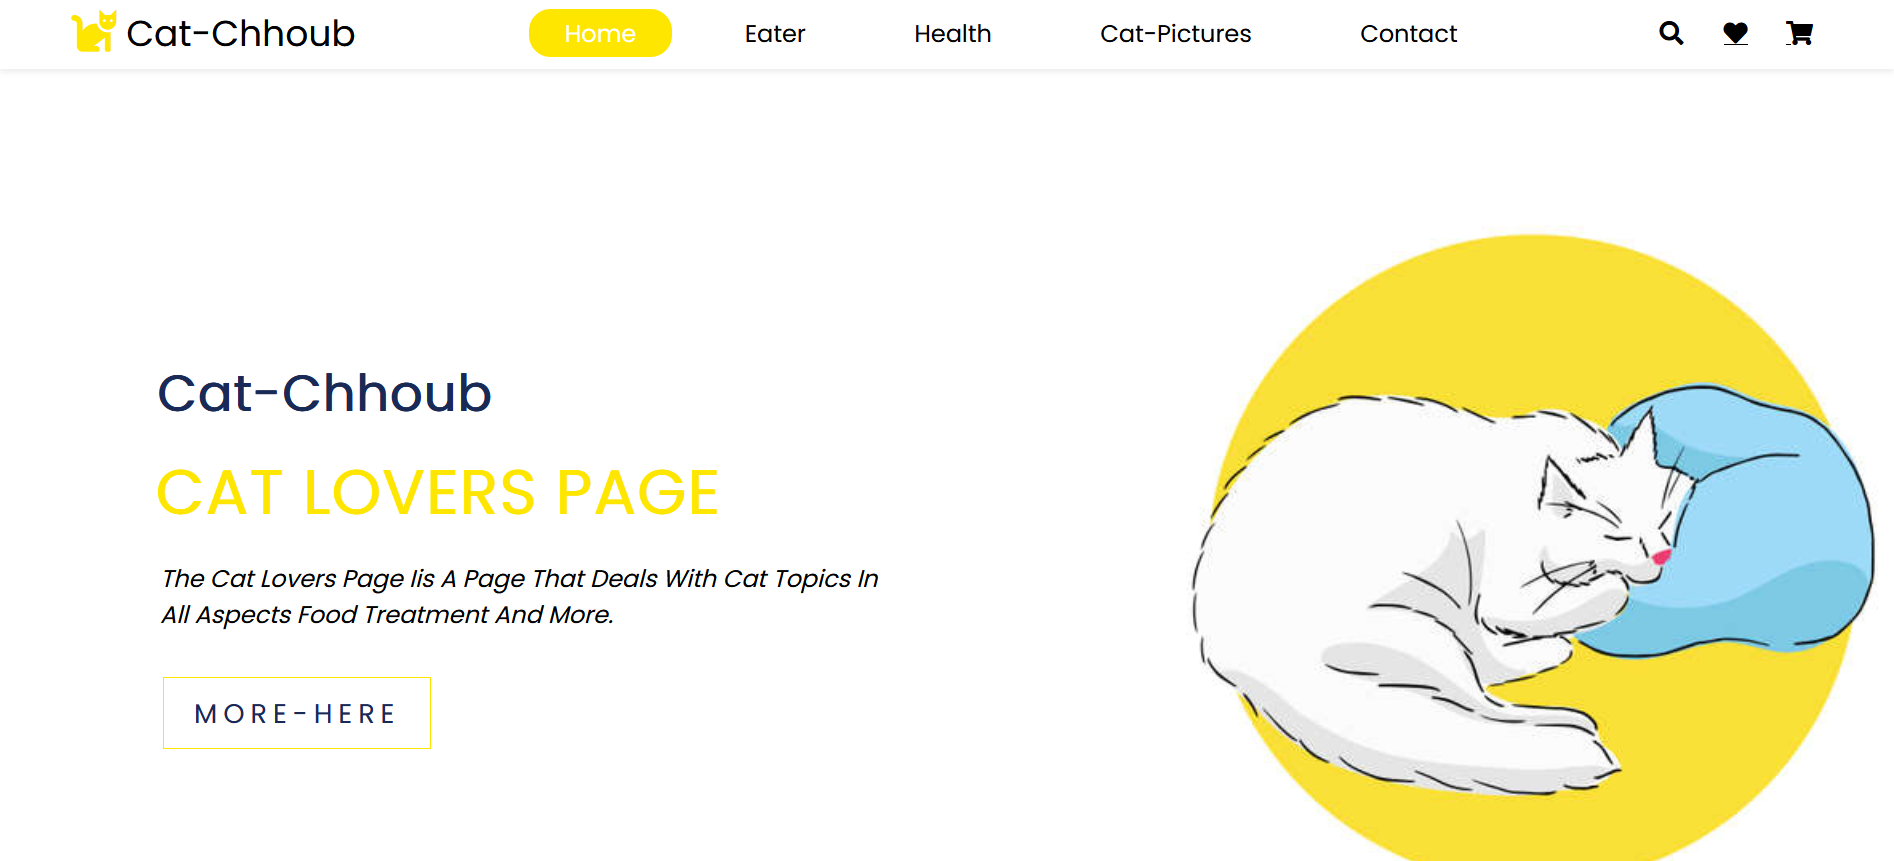 Cat-Chhoub
Home
Eater
Health
Cat-Pictures
Contact
Cat-Chhoub
CAT LOVERS PAGE
The Cat Lovers Page Iis A Page That Deals With Cat Topics In
All Aspects Food Treatment And More.
MORE-HERE